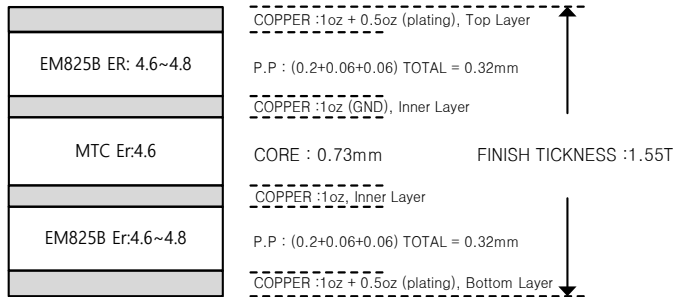 COPPER :1oz + 0.5oz (plating), Top Layer
EM825B ER: 4.6~4.8
P.P : (0.2+0.06+0.06) TOTAL = 0.32mm
COPPER :1oz (GND), Inner Layer
MTC Er:4.6
CORE : 0.73mm
FINISH TICKNESS :1.55T
COPPER :1oz, Inner Layer
EM825B Er:4.6~4.8
P.P : (0.2+0.06+0.06) TOTAL = 0.32mm
COPPER :1oz + 0.5oz (plating), Bottom Layer